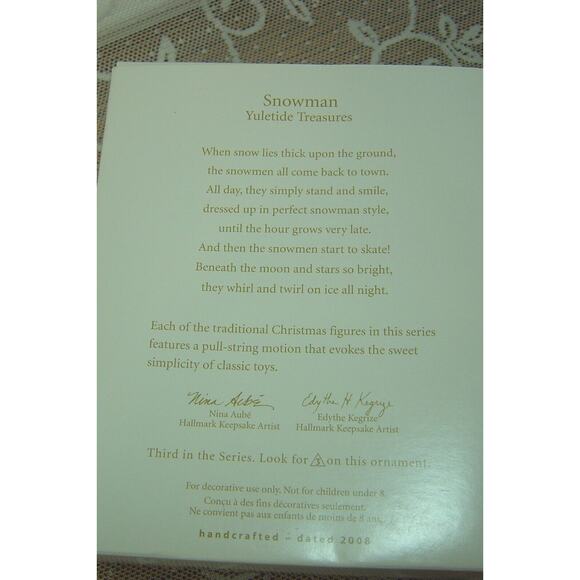 Snowman
Yuletide Treasures
When snow lies thick upon the ground,
the snowmen all come back to town.
All day, they simply stand and smile,
dressed up in perfect snowman style,
until the hour grows very late.
And then the snowmen start to skate!
Beneath the moon and stars so bright,
they whirl and twirl on ice all night.
Each of the traditional Christmas figures in this series
features a pull-string motion that evokes the sweet
simplicity of classic toys.
Nina Aubé Edythe H Kegrize
Nina Aubé Edythe Kegrize
Hallmark Keepsake Artist Hallmark Keepsake Artist
Third in the Series. Look for 3 on this ornament.
For decorative use only. Not for children under 8.
Conçu à des fins décoratives seulement.
Ne convient pas aux enfants de moins de 8 ans.
handcrafted – dated 2008